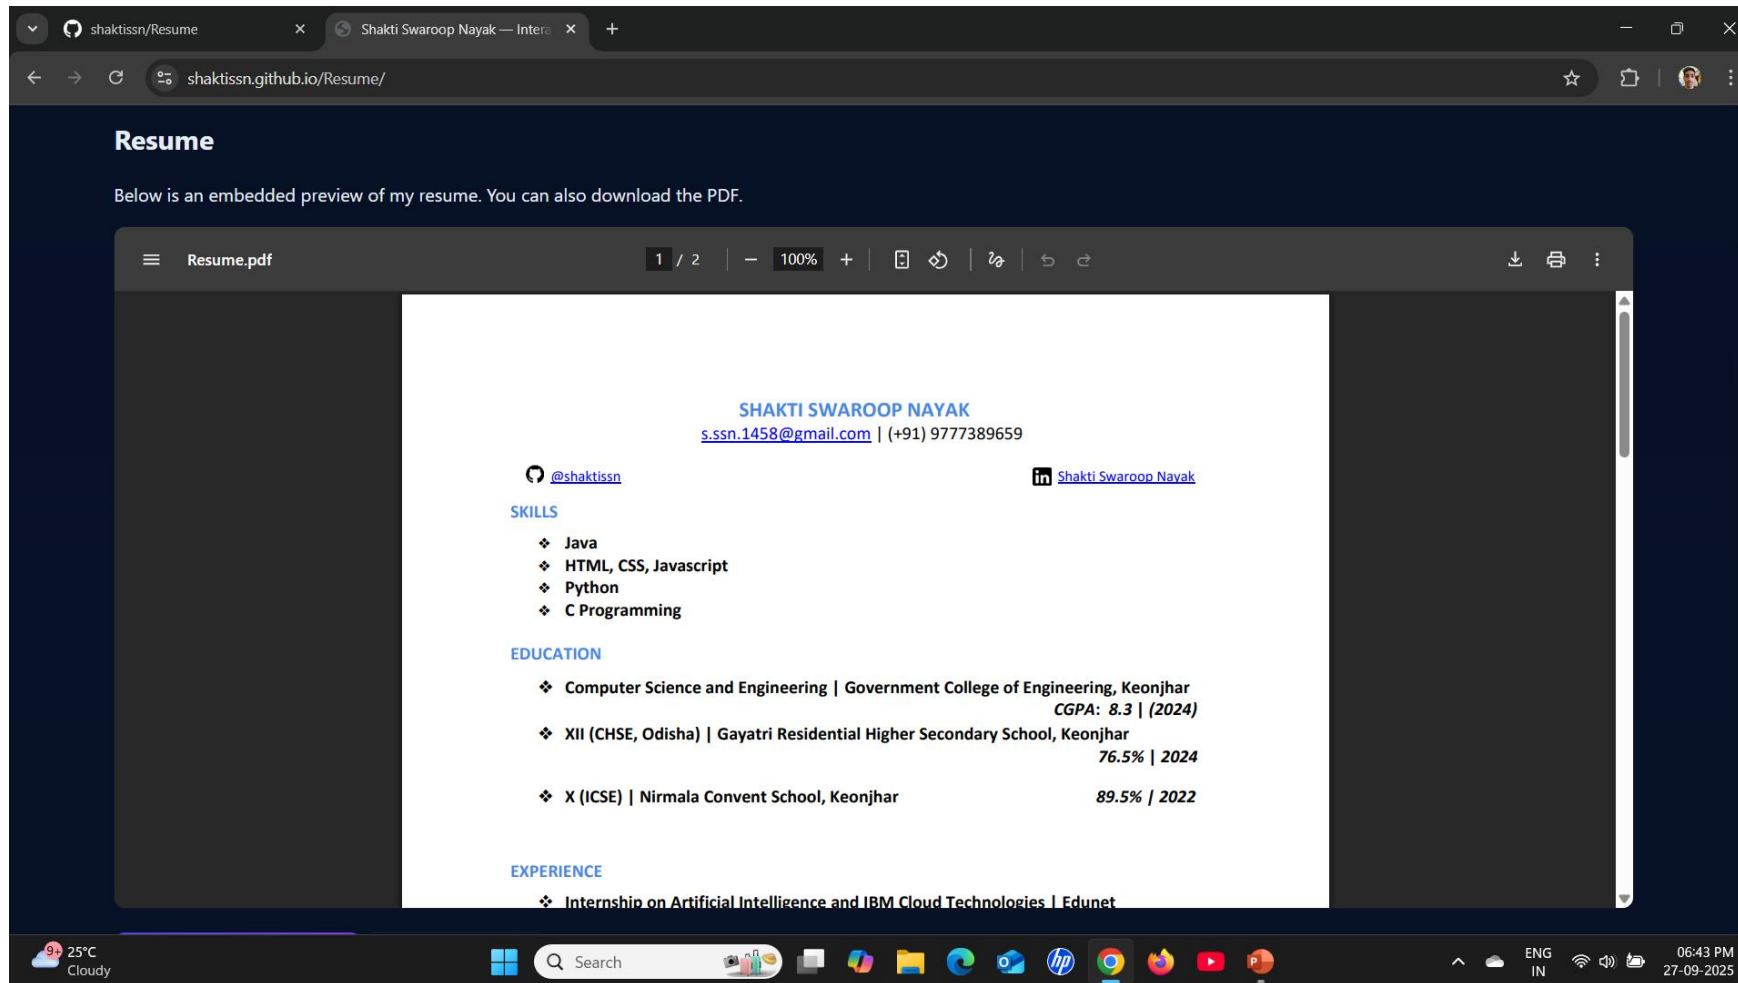 shaktissn/Resume
Shakti Swaroop Nayak — Intera
shaktissn.github.io/Resume/
Resume
Below is an embedded preview of my resume. You can also download the PDF.
Resume.pdf
1 / 2
100%
SHAKTI SWAROOP NAYAK
s.ssn.1458@gmail.com | (+91) 9777389659
@shaktissn
in Shakti Swaroop Nayak
SKILLS
❖ Java
❖ HTML, CSS, Javascript
❖ Python
❖ C Programming
EDUCATION
❖ Computer Science and Engineering | Government College of Engineering, Keonjhar
CGPA: 8.3 | (2024)
❖ XII (CHSE, Odisha) | Gayatri Residential Higher Secondary School, Keonjhar
76.5% | 2024
❖ X (ICSE) | Nirmala Convent School, Keonjhar 89.5% | 2022
EXPERIENCE
❖ Internship on Artificial Intelligence and IBM Cloud Technologies | Edunet
9+
25°C
Cloudy
Search
hp
P
ENG
IN
06:43 PM
27-09-2025